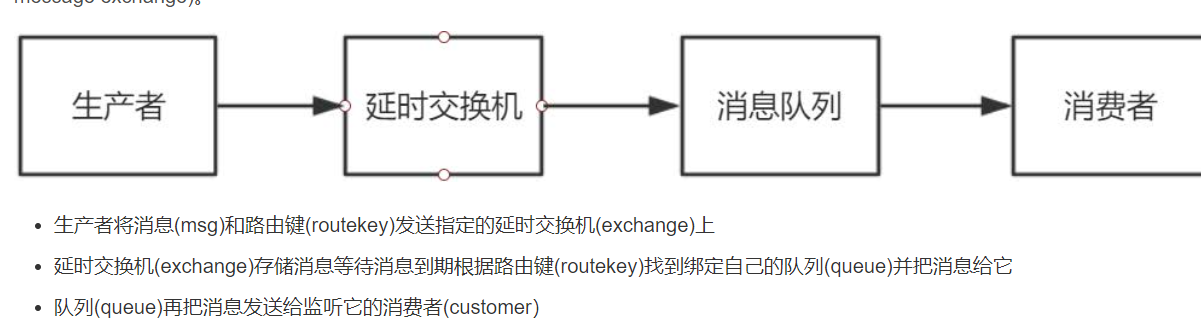 message exchange)。
生产者
延时交换机
消息队列
消费者
生产者将消息(msg)和路由键(routekey)发送指定的延时交换机(exchange)上
延时交换机(exchange)存储消息等待消息到期根据路由键(routekey)找到绑定自己的队列(queue)并把消息给它
队列(queue)再把消息发送给监听它的消费者(customer)